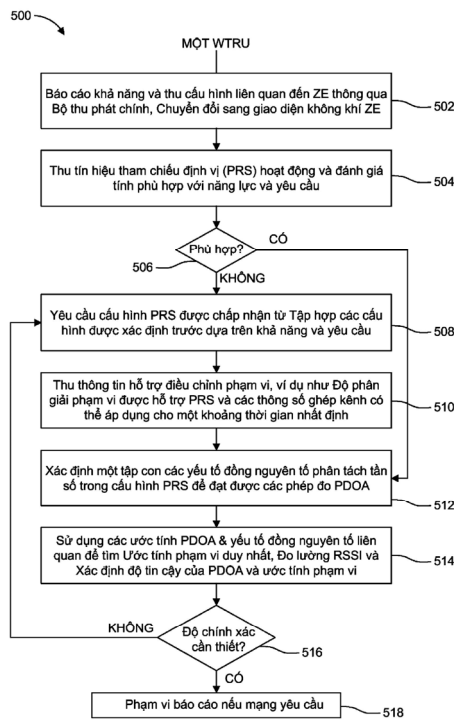 500
MỘT WTRU
Báo cáo khả năng và thu cấu hình liên quan đến ZE thông qua
Bộ thu phát chính, Chuyển đổi sang giao diện không khí ZE
502
Thu tín hiệu tham chiếu định vị (PRS) hoạt động và đánh giá
tính phù hợp với năng lực và yêu cầu
504
Phù hợp?
CÓ
506
KHÔNG
Yêu cầu cấu hình PRS được chấp nhận từ Tập hợp các cấu
hình được xác định trước dựa trên khả năng và yêu cầu
508
Thu thông tin hỗ trợ điều chỉnh phạm vi, ví dụ như Độ phân
giải phạm vi được hỗ trợ PRS và các thông số ghép kênh có
thể áp dụng cho một khoảng thời gian nhất định
510
Xác định một tập con các yếu tố đồng nguyên tố phân tách tần
số trong cấu hình PRS để đạt được các phép đo PDOA
512
Sử dụng các ước tính PDOA & yếu tố đồng nguyên tố liên
quan để tìm Ước tính phạm vi duy nhất, Đo lường RSSI và
Xác định độ tin cậy của PDOA và ước tính phạm vi
514
KHÔNG
Độ chính xác
cần thiết?
516
CÓ
Phạm vi báo cáo nếu mạng yêu cầu
518